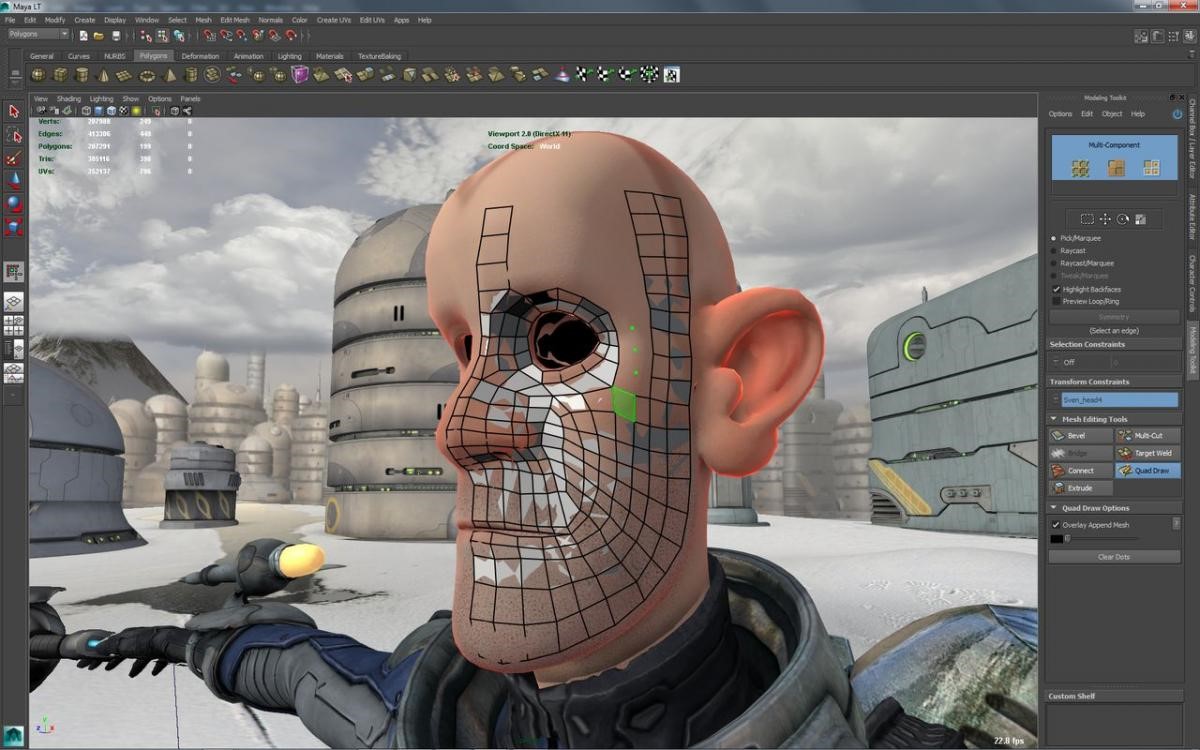 Maya LT
File Edit Modify Create Display Window Select Mesh Edit Mesh Normals Color Create UVs Edit UVs Apps Help
Polygons
General Curves NURBS Polygons Deformation Animation Lighting Materials TextureBaking
View Shading Lighting Show Options Panels
Verts: 207988 249 0
Edges: 413306 448 0
Polygons: 207291 199 0
Tris: 385116 398 0
UVs: 252137 796 0
Viewport 2.0 (DirectX 11)
Coord Space: World
22.8 fps
Modeling Toolkit
Options Edit Object Help
Multi-Component
Pick/Marquee
Raycast
Raycast/Marquee
Tweak/Marquee
Highlight Backfaces
Preview Loop/Ring
Symmetry
(Select an edge)
Selection Constraints
Off 0
Transform Constraints
Sven_head4
Mesh Editing Tools
Bevel Multi-Cut
Bridge Target Weld
Connect Quad Draw
Extrude
Quad Draw Options
Overlay Append Mesh
Clear Dots
Custom Shelf
Channel Box / Layer Editor
Attribute Editor
Character Controls
Modeling Toolkit